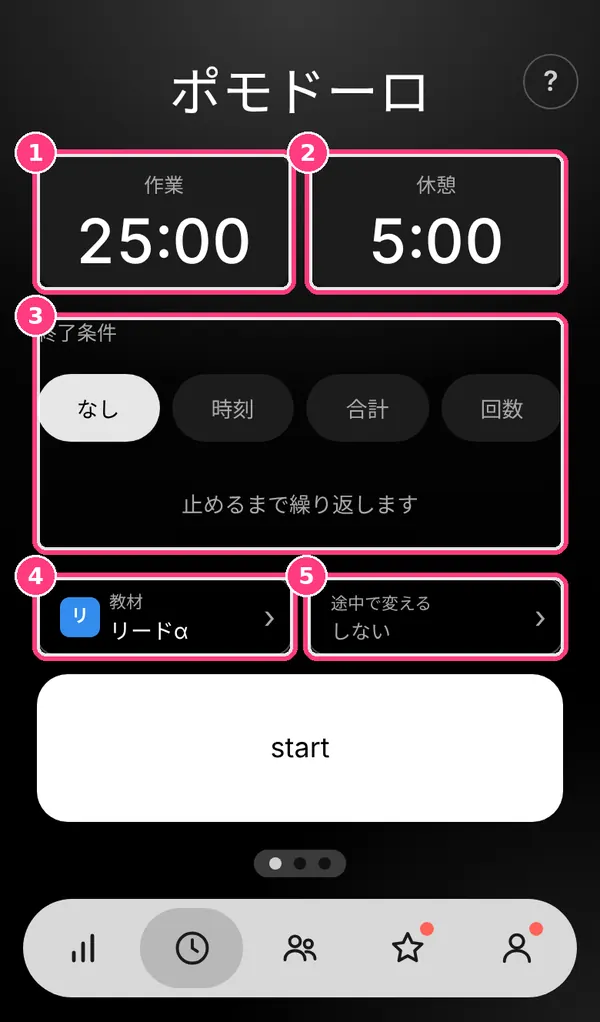 ポモドーロ
?
1
2
作業
休憩
25:00
5:00
3
終了条件
なし
時刻
合計
回数
止めるまで繰り返します
4
5
リ
教材
リードα
途中で変える
しない
start